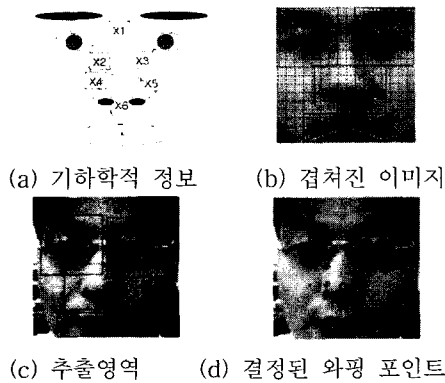 X1
X2 X3
X4 X5
X6
(a) 기하학적 정보 (b) 겹쳐진 이미지
(c) 추출영역 (d) 결정된 와핑 포인트